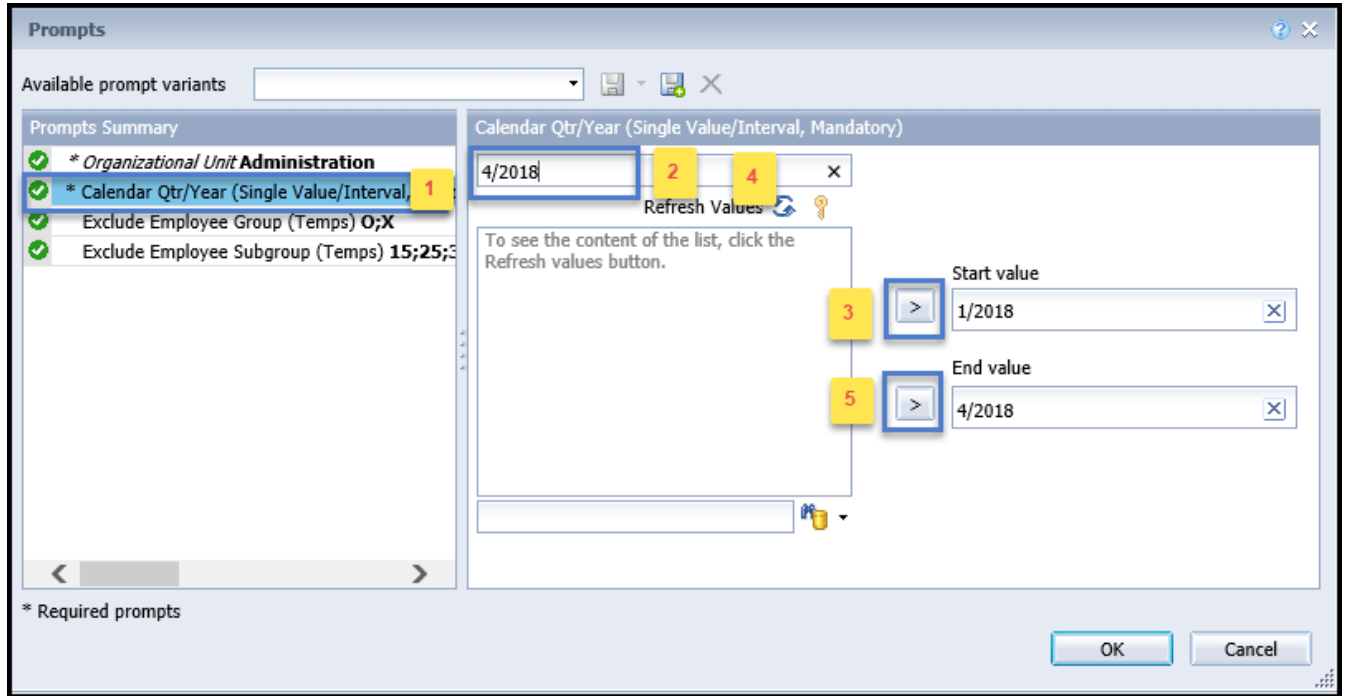 Prompts
Available prompt variants
Prompts Summary
* Organizational Unit Administration
* Calendar Qtr/Year (Single Value/Interval,
1
Exclude Employee Group (Temps) O;X
Exclude Employee Subgroup (Temps) 15;25;3
* Required prompts
Calendar Qtr/Year (Single Value/Interval, Mandatory)
4/2018
2
4
Refresh Values
To see the content of the list, click the
Refresh values button.
Start value
3
>
1/2018
End value
5
>
4/2018
OK
Cancel